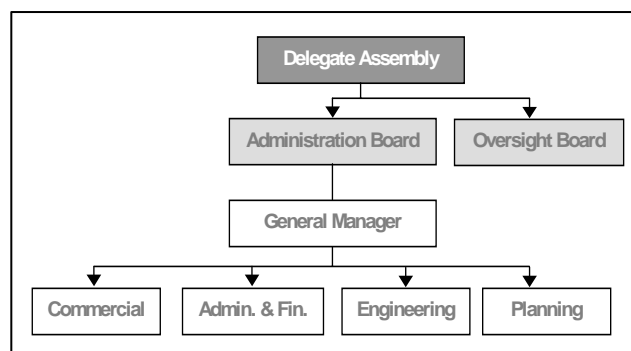 Delegate Assembly
Administration Board
Oversight Board
General Manager
Commercial
Admin. & Fin.
Engineering
Planning